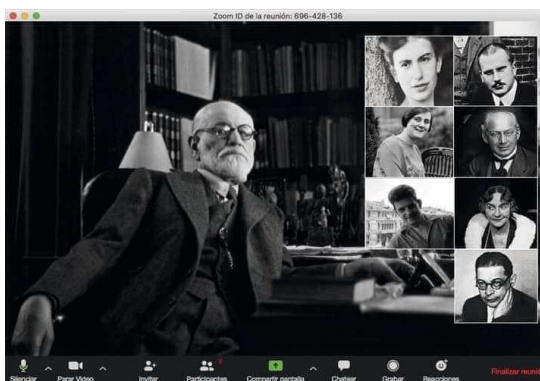 Zoom ID de la reunión: 696-428-136
Silenciar
Parar Video
Invitar
Participantes
Compartir pantalla
Chatear
Grabar
Reacciones
Finalizar reunió